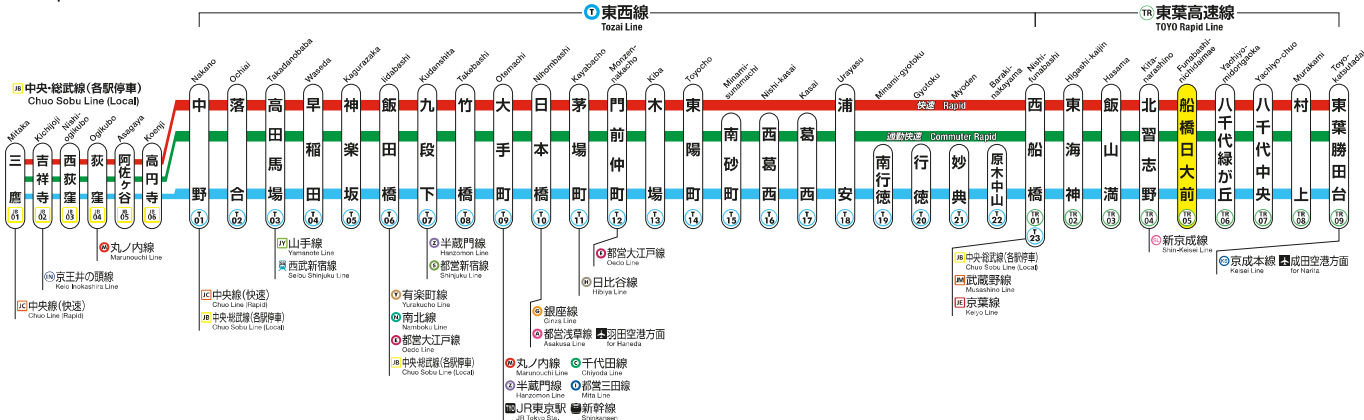 T 東西線
Tozai Line
TR 東葉高速線
TOYO Rapid Line
JB 中央・総武線(各駅停車)
Chuo Sobu Line (Local)
Mitaka
Kichijoji
Nishi-
ogikubo
Ogikubo
Asagaya
Koenji
Nakano
Ochiai
Takadanobaba
Waseda
Kagurazaka
Iidabashi
Kudanshita
Takebashi
Otemachi
Nihombashi
Kayabacho
Monzen-
nakacho
Kiba
Toyocho
Minami-
sunamachi
Nishi-kasai
Kasai
Urayasu
Minami-gyotoku
Gyotoku
Myoden
Baraki-
nakayama
Nishi-
funabashi
Higashi-kaijin
Hasama
Kita-
narashino
Funabashi-
nichidaimae
Yachiyo-
midorigaoka
Yachiyo-chuo
Murakami
Toyo-
katsutadai
快速 Rapid
通勤快速 Commuter Rapid
三鷹 JB 01
吉祥寺 JB 02
西荻窪 JB 03
荻窪 JB 04
阿佐ケ谷 JB 05
高円寺 JB 06
中野 T 01
落合 T 02
高田馬場 T 03
早稲田 T 04
神楽坂 T 05
飯田橋 T 06
九段下 T 07
竹橋 T 08
大手町 T 09
日本橋 T 10
茅場町 T 11
門前仲町 T 12
木場 T 13
東陽町 T 14
南砂町 T 15
西葛西 T 16
葛西 T 17
浦安 T 18
南行徳 T 19
行徳 T 20
妙典 T 21
原木中山 T 22
西船橋 TR 01 T 23
東海神 TR 02
飯山満 TR 03
北習志野 TR 04
船橋日大前 TR 05
八千代緑が丘 TR 06
八千代中央 TR 07
村上 TR 08
東葉勝田台 TR 09
JC 中央線(快速)
Chuo Line (Rapid)
IN 京王井の頭線
Keio Inokashira Line
M 丸ノ内線
Marunouchi Line
JC 中央線(快速)
Chuo Line (Rapid)
JB 中央・総武線(各駅停車)
Chuo Sobu Line (Local)
JY 山手線
Yamanote Line
西武新宿線
Seibu Shinjuku Line
Y 有楽町線
Yurakucho Line
N 南北線
Namboku Line
E 都営大江戸線
Oedo Line
JB 中央・総武線(各駅停車)
Chuo Sobu Line (Local)
Z 半蔵門線
Hanzomon Line
S 都営新宿線
Shinjuku Line
M 丸ノ内線
Marunouchi Line
C 千代田線
Chiyoda Line
Z 半蔵門線
Hanzomon Line
I 都営三田線
Mita Line
JR東京駅
JR Tokyo Sta.
新幹線
Shinkansen
G 銀座線
Ginza Line
A 都営浅草線
Asakusa Line
羽田空港方面
for Haneda
H 日比谷線
Hibiya Line
E 都営大江戸線
Oedo Line
JB 中央・総武線(各駅停車)
Chuo Sobu Line (Local)
JM 武蔵野線
Musashino Line
JE 京葉線
Keiyo Line
SL 新京成線
Shin-Keisei Line
KS 京成本線
Keisei Line
成田空港方面
for Narita